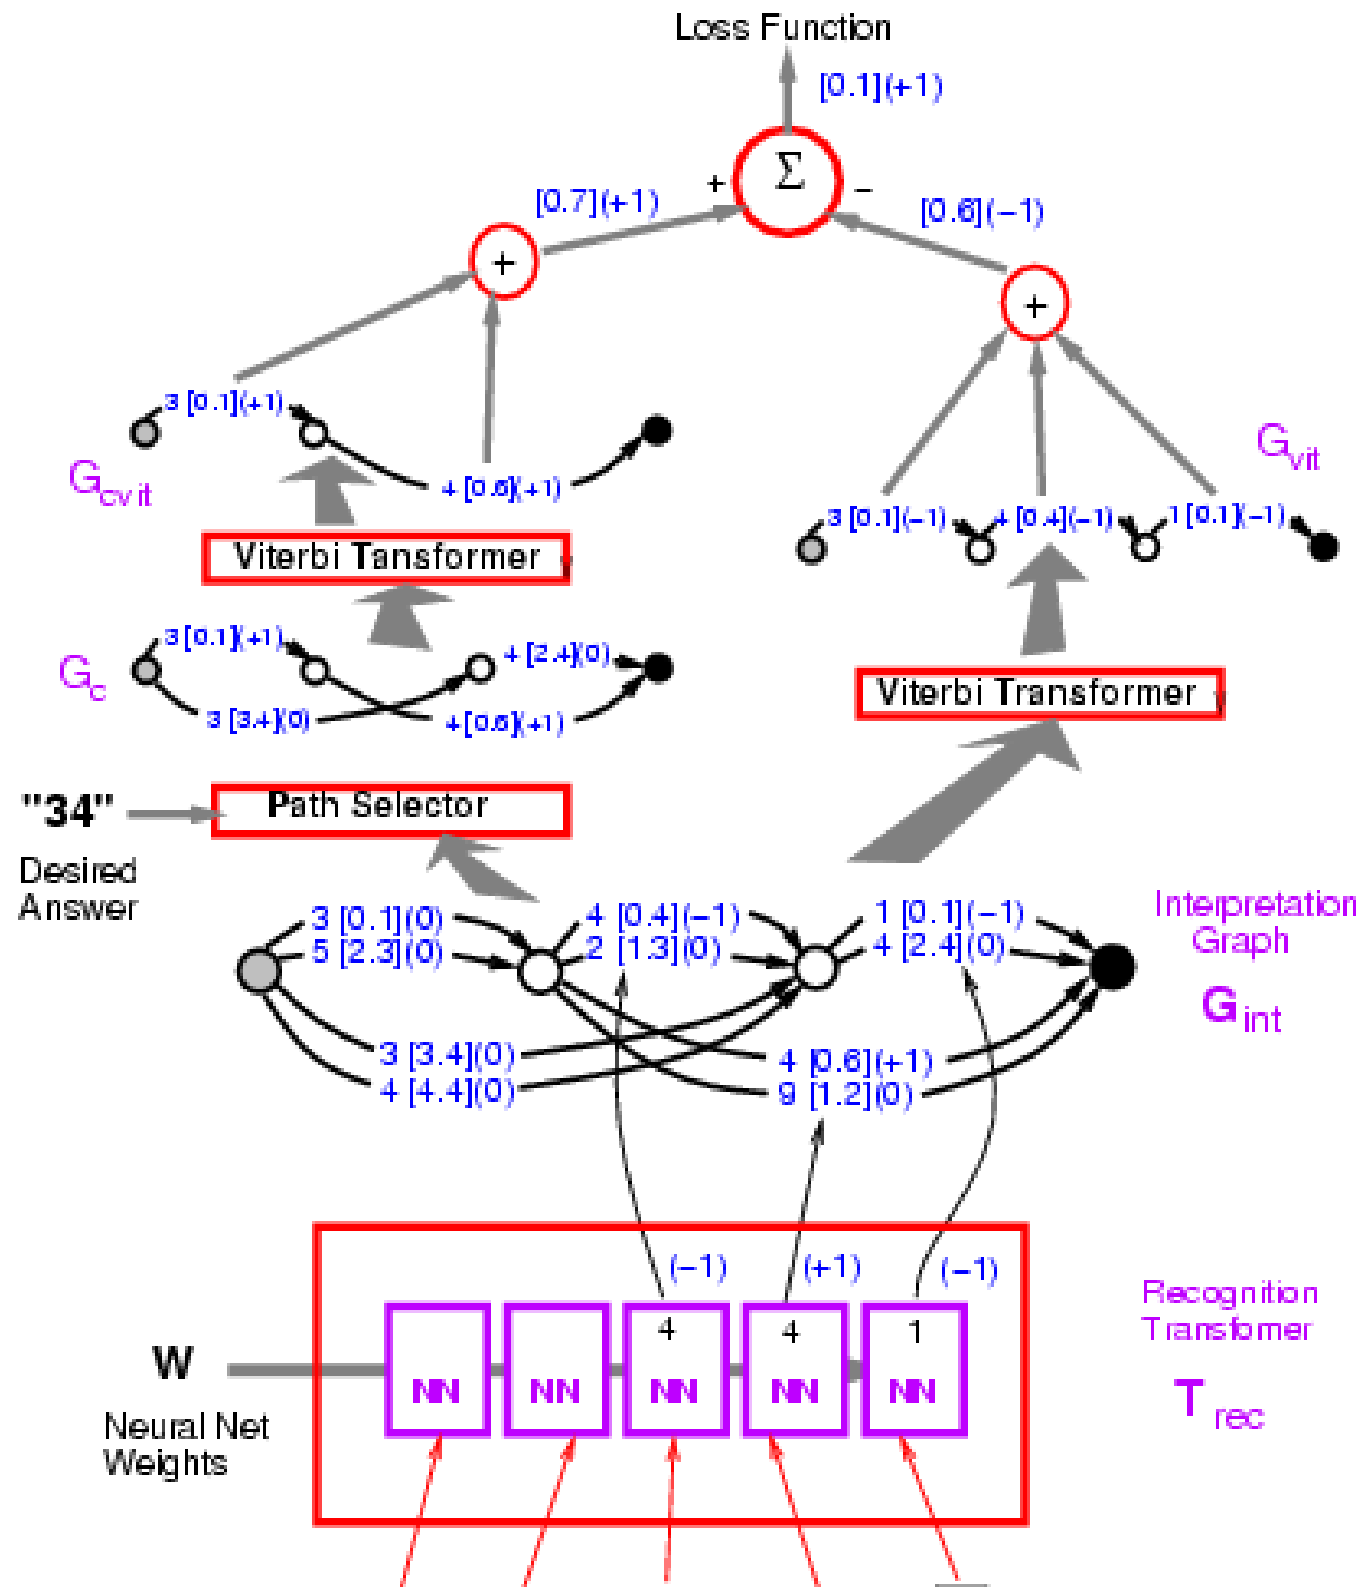 Loss Function
[0.1](+1)
Σ
+
−
[0.7](+1)
[0.6](−1)
+
+
3 [0.1](+1)
4 [0.6](+1)
G cvit
G vit
3 [0.1](−1)
4 [0.4](−1)
1 [0.1](−1)
Viterbi Tansformer
3 [0.1](+1)
4 [2.4](0)
G c
3 [3.4](0)
4 [0.6](+1)
Viterbi Transformer
"34"
Path Selector
Desired
Answer
3 [0.1](0)
4 [0.4](−1)
1 [0.1](−1)
5 [2.3](0)
2 [1.3](0)
4 [2.4](0)
Interpretation
Graph
G int
3 [3.4](0)
4 [0.6](+1)
4 [4.4](0)
9 [1.2](0)
(−1)
(+1)
(−1)
4
4
1
NN
NN
NN
NN
NN
W
Neural Net
Weights
Recognition
Transfomer
T rec